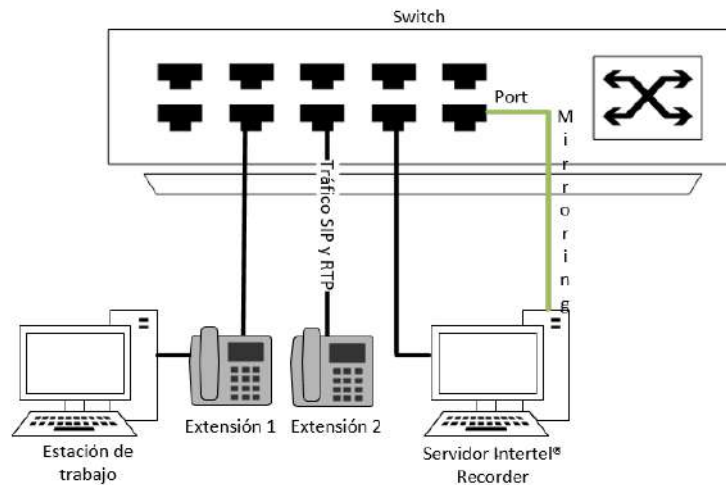 Switch
Port
Mirroring
Tráfico SIP y RTP
Extensión 1
Extensión 2
Estación de
trabajo
Servidor Intertel®
Recorder